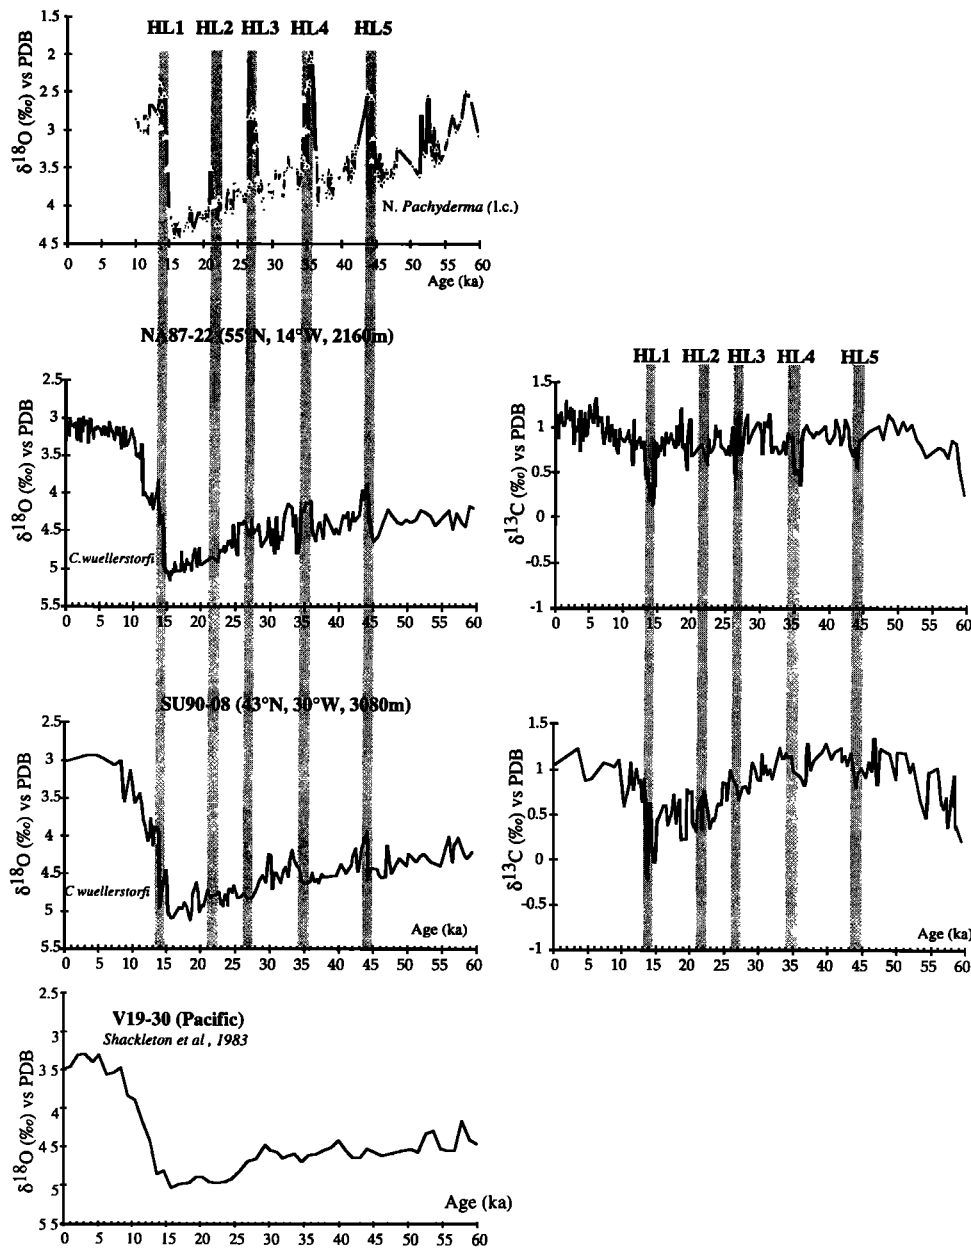 HL1 HL2 HL3 HL4 HL5
1.5
2
2.5
3
3.5
4
4 5
δ18O (‰) vs PDB
N. Pachyderma (l.c.)
0 5 10 15 20 25 30 35 40 45 50 55 60
Age (ka)
NA87-22 (55°N, 14°W, 2160m)
2.5
3
3.5
4
4.5
5
5.5
δ18O (‰) vs PDB
C.wuellerstorfi
0 5 10 15 20 25 30 35 40 45 50 55 60
HL1 HL2 HL3 HL4 HL5
1.5
1
0.5
0
-0.5
-1
δ13C (‰) vs PDB
0 5 10 15 20 25 30 35 40 45 50 55 60
SU90-08 (43°N, 30°W, 3080m)
2.5
3
3.5
4
4.5
5
5.5
δ18O (‰) vs PDB
C wuellerstorfi
Age (ka)
0 5 10 15 20 25 30 35 40 45 50 55 60
1.5
1
0.5
0
-0.5
-1
δ13C (‰) vs PDB
Age (ka)
0 5 10 15 20 25 30 35 40 45 50 55 60
V19-30 (Pacific)
Shackleton et al , 1983
2.5
3
3 5
4
4 5
5
5 5
δ18O (‰) vs PDB
Age (ka)
0 5 10 15 20 25 30 35 40 45 50 55 60